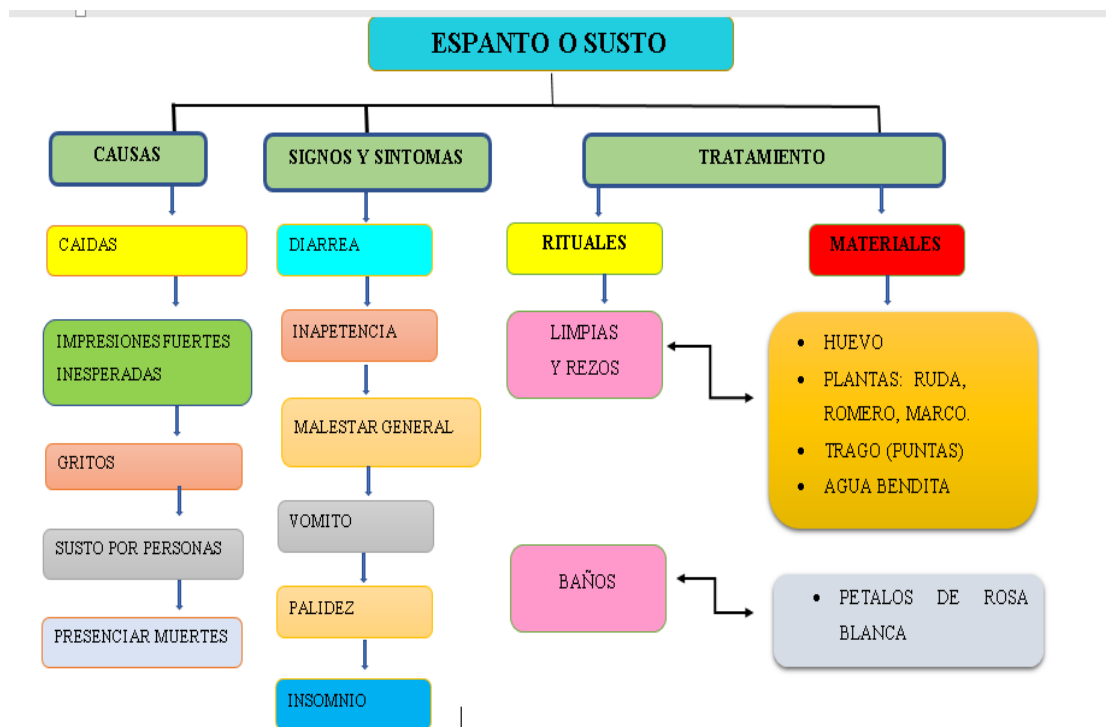 ESPANTO O SUSTO
CAUSAS
CAIDAS
IMPRESIONES FUERTES
INESPERADAS
GRITOS
SUSTO POR PERSONAS
PRESENCIAR MUERTES
SIGNOS Y SINTOMAS
DIARREA
INAPETENCIA
MALESTAR GENERAL
VOMITO
PALIDEZ
INSOMNIO
TRATAMIENTO
RITUALES
LIMPIAS
Y REZOS
BAÑOS
MATERIALES
• HUEVO
• PLANTAS: RUDA,
ROMERO, MARCO.
• TRAGO (PUNTAS)
• AGUA BENDITA
• PETALOS DE ROSA
BLANCA